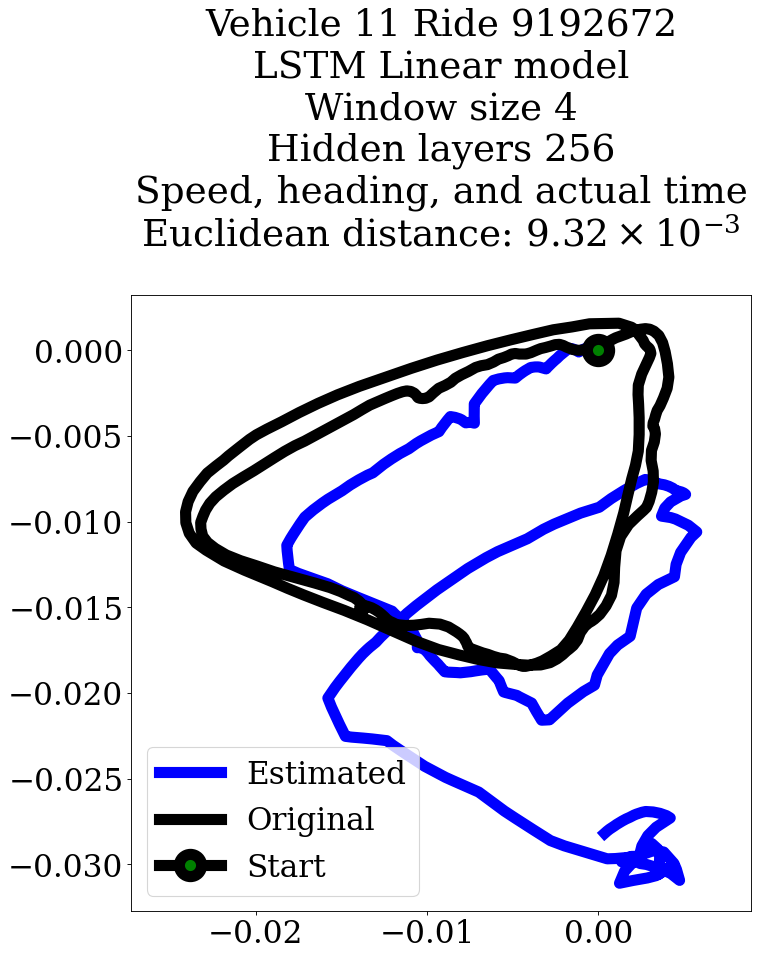 Vehicle 11 Ride 9192672
LSTM Linear model
Window size 4
Hidden layers 256
Speed, heading, and actual time
Euclidean distance: 9.32 × 10⁻³
0.000
−0.005
−0.010
−0.015
−0.020
−0.025
−0.030
Estimated
Original
Start
−0.02
−0.01
0.00